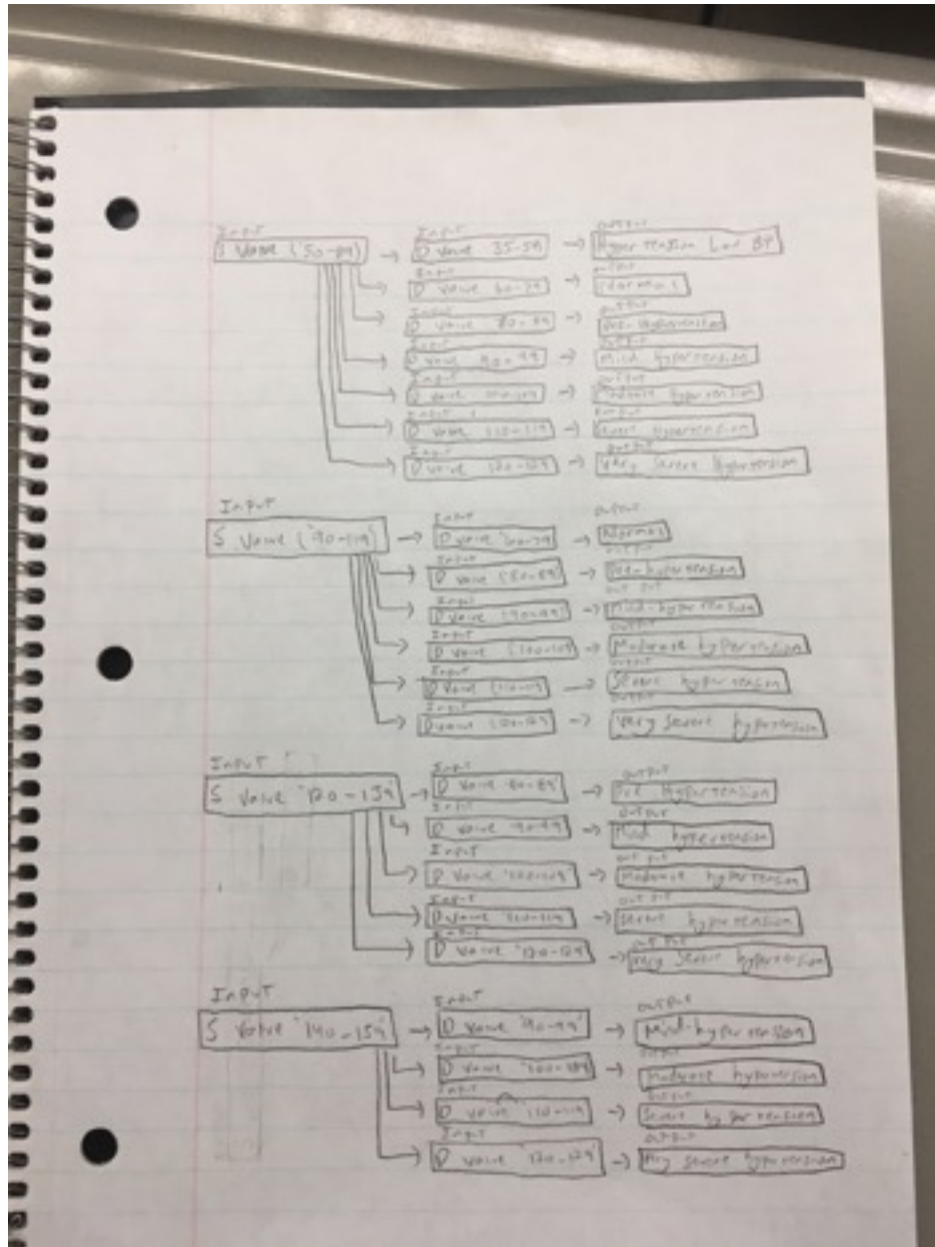 Input Input output
S Value (50-89) D value 35-59 Hypertension Low BP
Input output
D value 60-79 Normal
Input output
D value 80-89 Pre-Hypertension
Input output
D value 90-99 Mild hypertension
Input output
D value hypertension
Input output
D value 110-119 Severe Hypertension
Input output
D value 120-129 Very Severe Hypertension
Input Input output
S Value (90-119) D value Normal
Input output
D value (80-89) Pre-hypertension
Input output
D value (90-99) Mild-hypertension
Input output
D value (100-109) hypertension
Input output
D value (110-119) Severe hypertension
Input output
D value (120-129) Very Severe hypertension
Input Input output
S Value '120-139' D value 80-89 Pre Hypertension
Input output
D value 90-99 Mild hypertension
Input output
D value '100-109' hypertension
Input output
D value '110-119' Severe hypertension
Input output
D value '120-129' Very Severe hypertension
Input Input output
S Value '140-159' D value '90-99' Mild-hypertension
Input output
D value hypertension
Input output
D value '110-119' Severe hypertension
Input output
D value '120-129' Very Severe hypertension